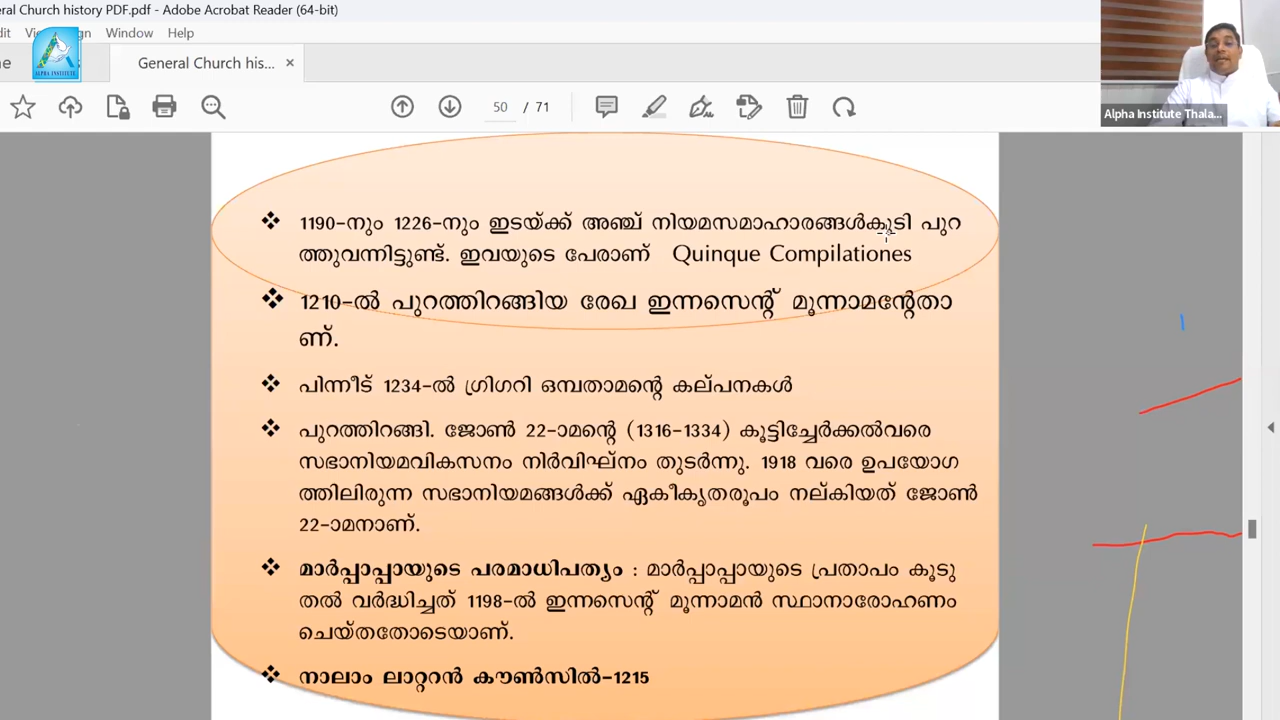 eral Church history PDF.pdf - Adobe Acrobat Reader (64-bit)
Window Help
ALPHA INSTITUTE
General Church his... ×
50 / 71
Alpha Institute Thala...
❖ 1190-നും 1226-നും ഇടയ്ക്ക് അഞ്ച് നിയമസമാഹാരങ്ങൾകൂടി പുറ
ത്തുവന്നിട്ടുണ്ട്. ഇവയുടെ പേരാണ് Quinque Compilationes
❖ 1210-ൽ പുറത്തിറങ്ങിയ രേഖ ഇന്നസെന്റ് മൂന്നാമന്റേതാ
ണ്.
❖ പിന്നീട് 1234-ൽ ഗ്രിഗറി ഒമ്പതാമന്റെ കല്പനകൾ
❖ പുറത്തിറങ്ങി. ജോൺ 22-ാമന്റെ (1316-1334) കൂട്ടിച്ചേർക്കൽവരെ
സഭാനിയമവികസനം നിർവിഘ്നം തുടർന്നു. 1918 വരെ ഉപയോഗ
ത്തിലിരുന്ന സഭാനിയമങ്ങൾക്ക് ഏകീകൃതരൂപം നല്കിയത് ജോൺ
22-ാമനാണ്.
❖ മാർപ്പാപ്പായുടെ പരമാധിപത്യം : മാർപ്പാപ്പായുടെ പ്രതാപം കൂടു
തൽ വർദ്ധിച്ചത് 1198-ൽ ഇന്നസെന്റ് മൂന്നാമൻ സ്ഥാനാരോഹണം
ചെയ്തതോടെയാണ്.
❖ നാലാം ലാറ്ററൻ കൗൺസിൽ-1215